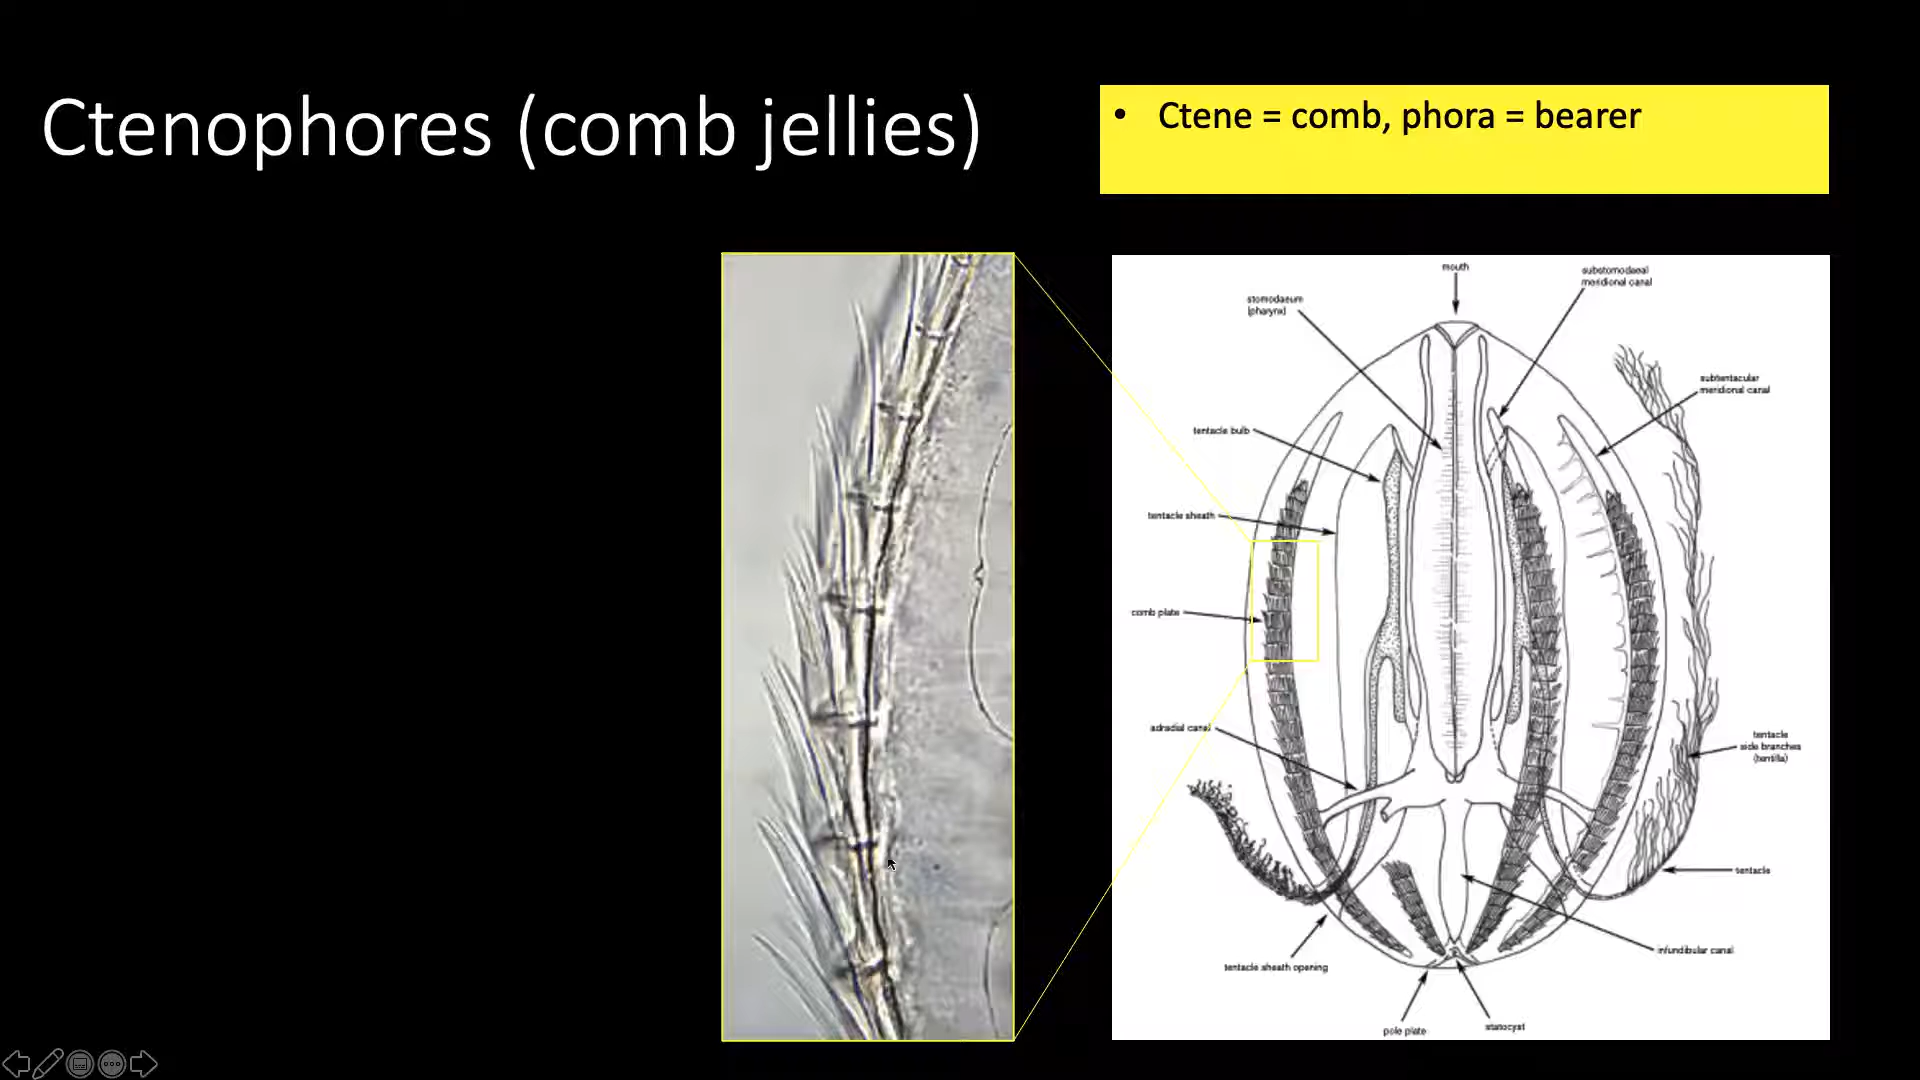 Ctenophores (comb jellies)
• Ctene = comb, phora = bearer
mouth
substomodaeal
meridional canal
stomodaeum
(pharynx)
subtentacular
meridional canal
tentacle bulb
tentacle sheath
comb plate
adradial canal
tentacle
side branches
(tentilla)
tentacle
infundibular canal
tentacle sheath opening
pole plate
statocyst